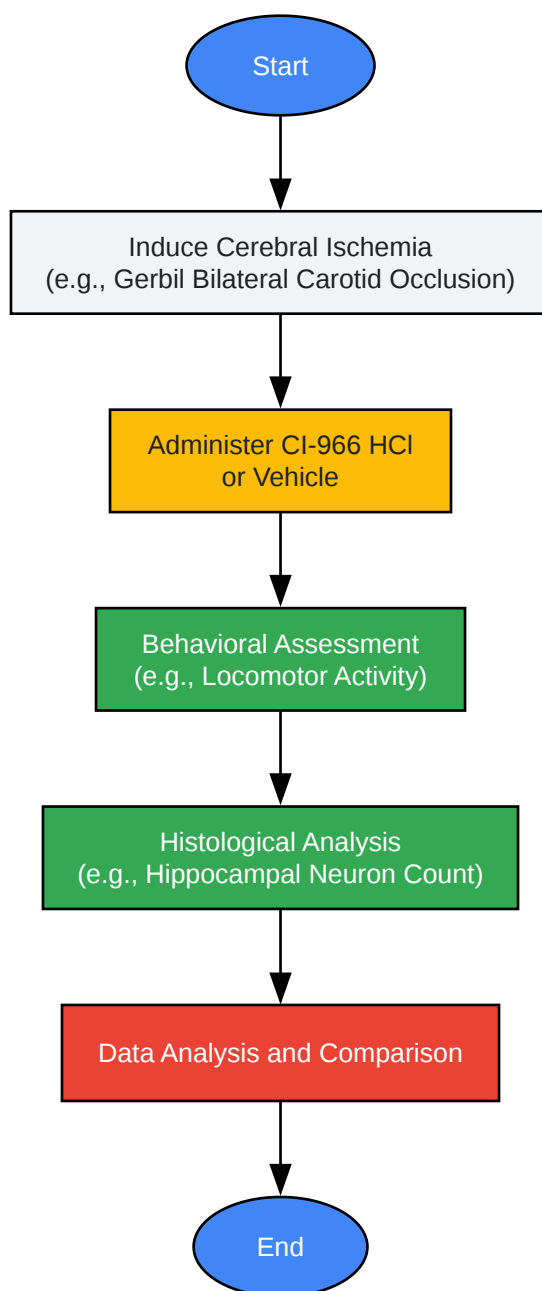 Start
Induce Cerebral Ischemia
(e.g., Gerbil Bilateral Carotid Occlusion)
Administer CI-966 HCl
or Vehicle
Behavioral Assessment
(e.g., Locomotor Activity)
Histological Analysis
(e.g., Hippocampal Neuron Count)
Data Analysis and Comparison
End